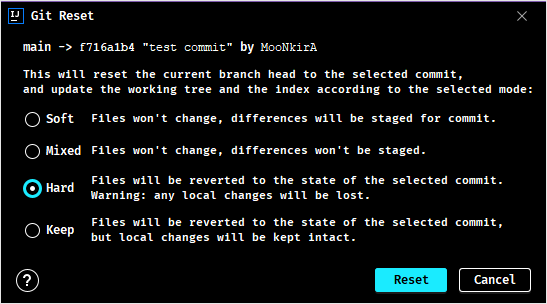 IJ Git Reset
main -> f716a1b4 "test commit" by MooNkirA
This will reset the current branch head to the selected commit,
and update the working tree and the index according to the selected mode:
Soft Files won't change, differences will be staged for commit.
Mixed Files won't change, differences won't be staged.
Hard Files will be reverted to the state of the selected commit.
Warning: any local changes will be lost.
Keep Files will be reverted to the state of the selected commit,
but local changes will be kept intact.
? Reset Cancel